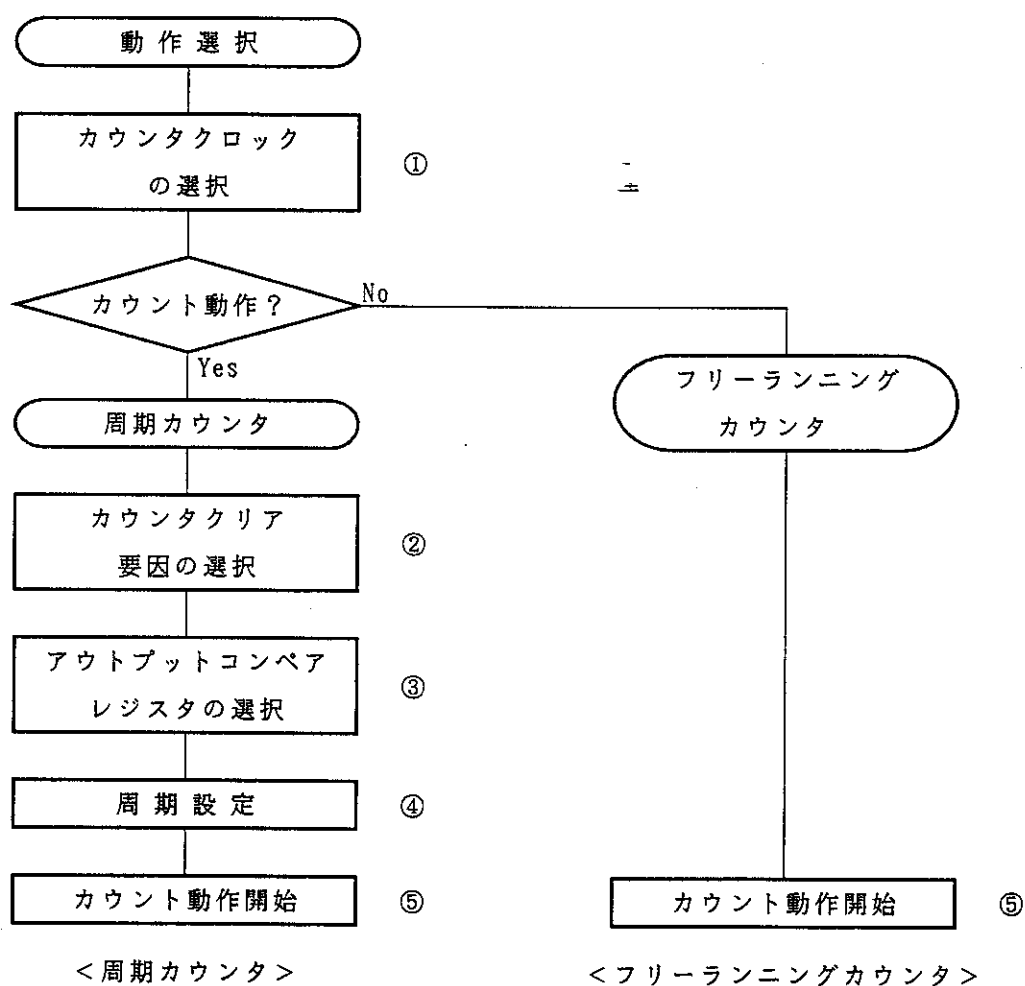 動作選択
カウンタクロック
の選択
①
カウント動作？
No
Yes
周期カウンタ
カウンタクリア
要因の選択
②
アウトプットコンペア
レジスタの選択
③
周期設定
④
カウント動作開始
⑤
＜周期カウンタ＞
フリーランニング
カウンタ
カウント動作開始
⑤
＜フリーランニングカウンタ＞